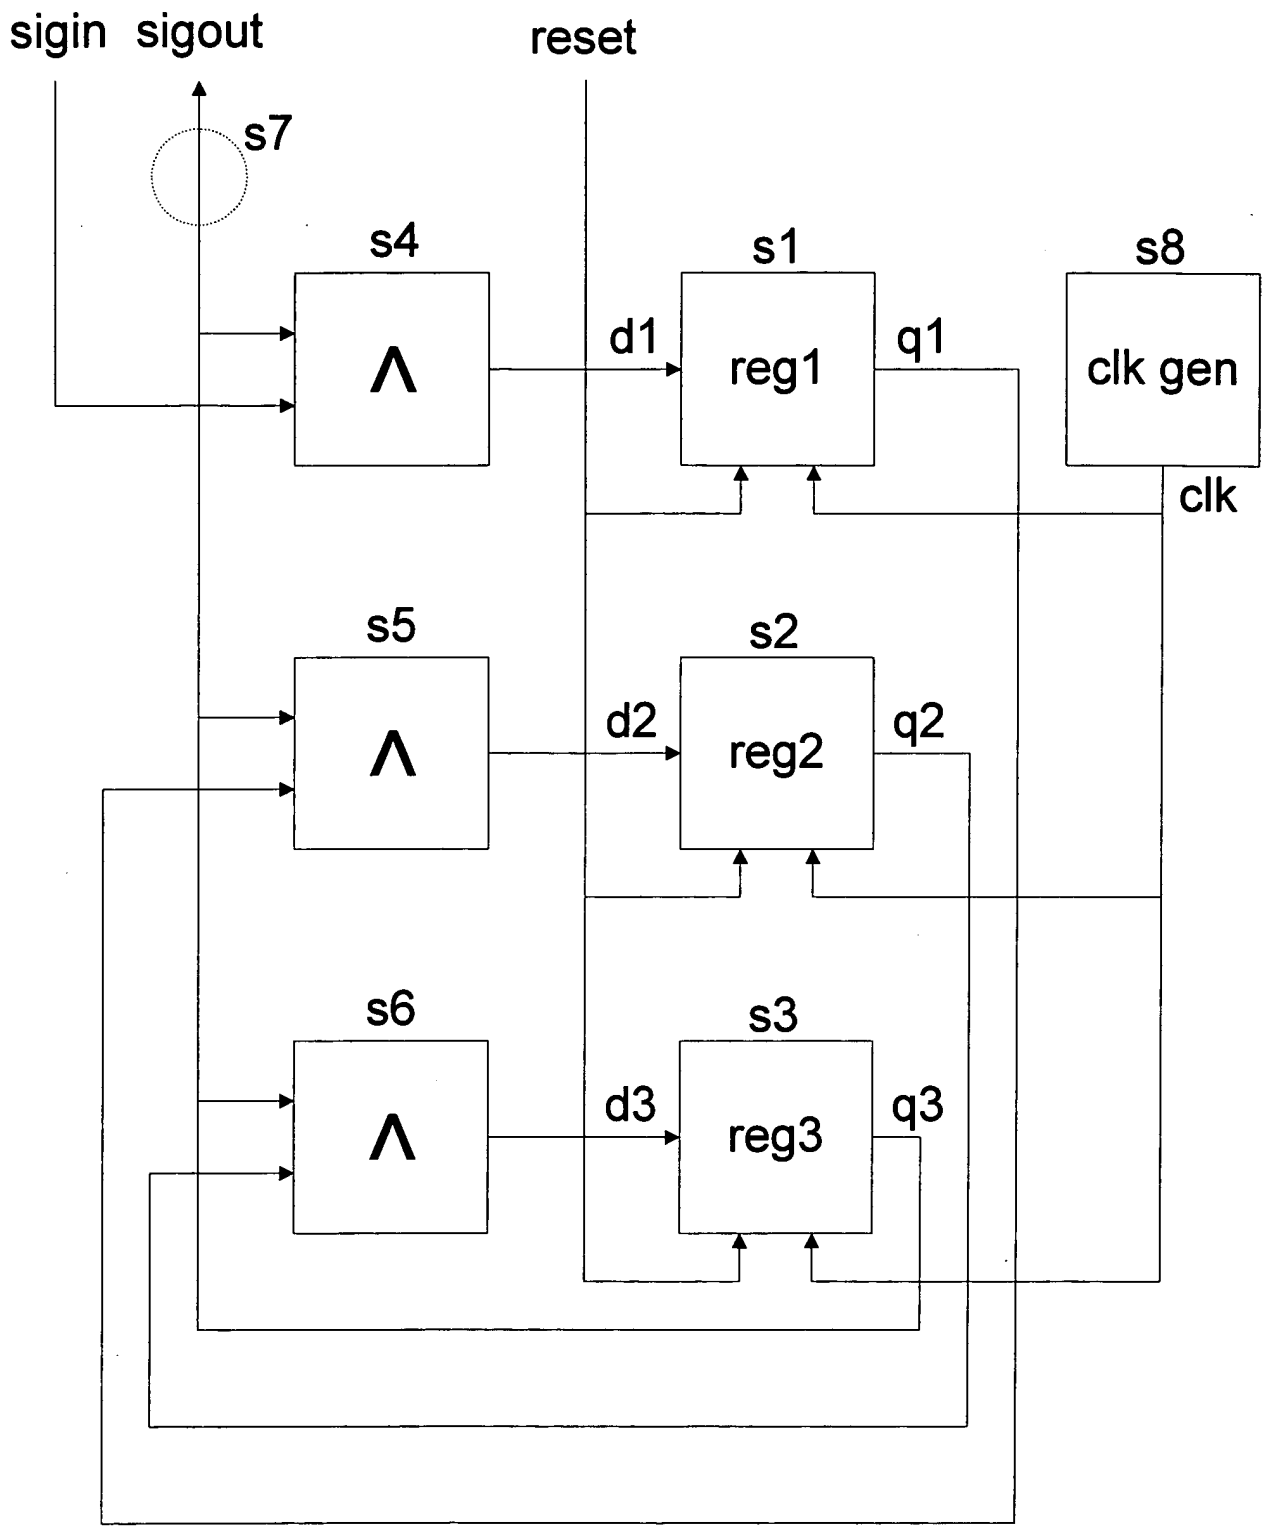 sigin sigout reset
s7
s4 s1 s8
d1 q1
∧ reg1 clk gen
clk
s5 s2
d2 q2
∧ reg2
s6 s3
d3 q3
∧ reg3